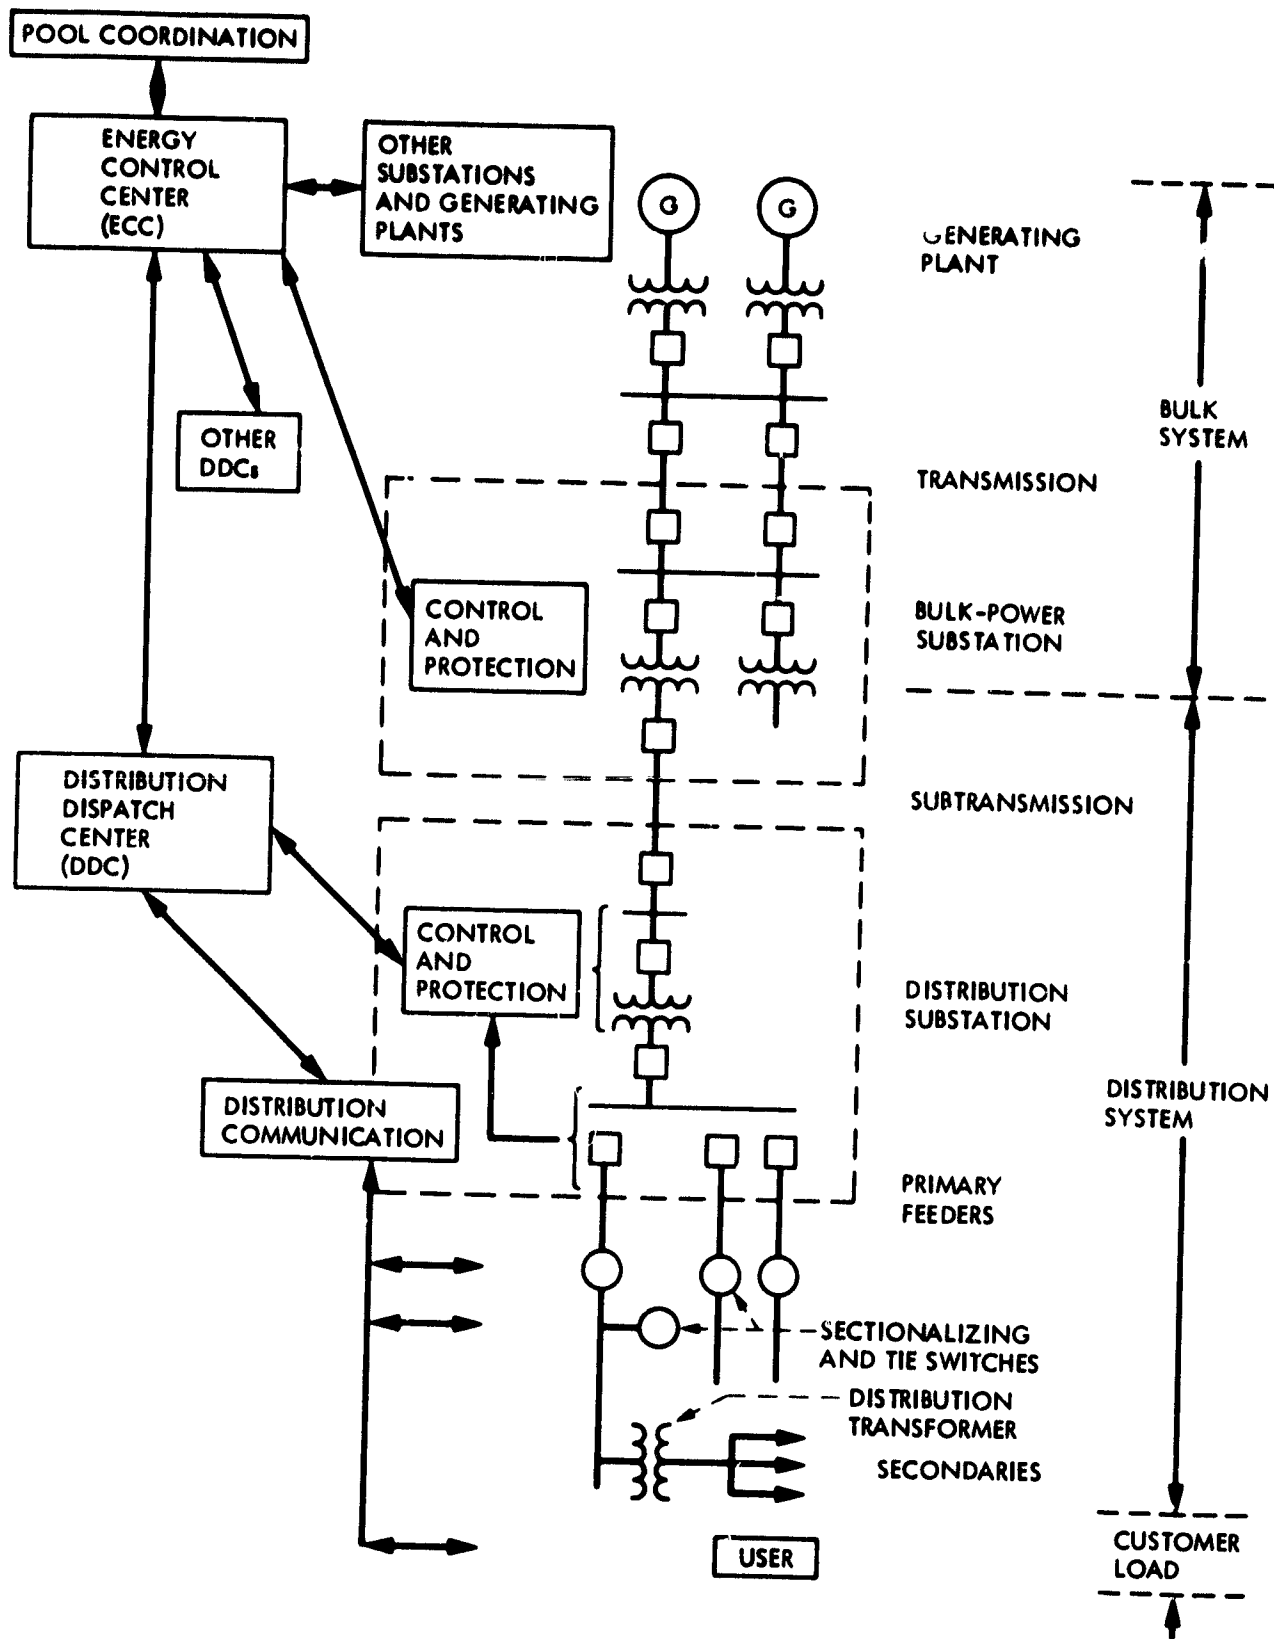 POOL COORDINATION
ENERGY
CONTROL
CENTER
(ECC)
OTHER
SUBSTATIONS
AND GENERATING
PLANTS
G
G
GENERATING
PLANT
BULK
SYSTEM
OTHER
DDCs
TRANSMISSION
CONTROL
AND
PROTECTION
BULK-POWER
SUBSTATION
DISTRIBUTION
DISPATCH
CENTER
(DDC)
SUBTRANSMISSION
CONTROL
AND
PROTECTION
DISTRIBUTION
SUBSTATION
DISTRIBUTION
COMMUNICATION
DISTRIBUTION
SYSTEM
PRIMARY
FEEDERS
SECTIONALIZING
AND TIE SWITCHES
DISTRIBUTION
TRANSFORMER
SECONDARIES
USER
CUSTOMER
LOAD